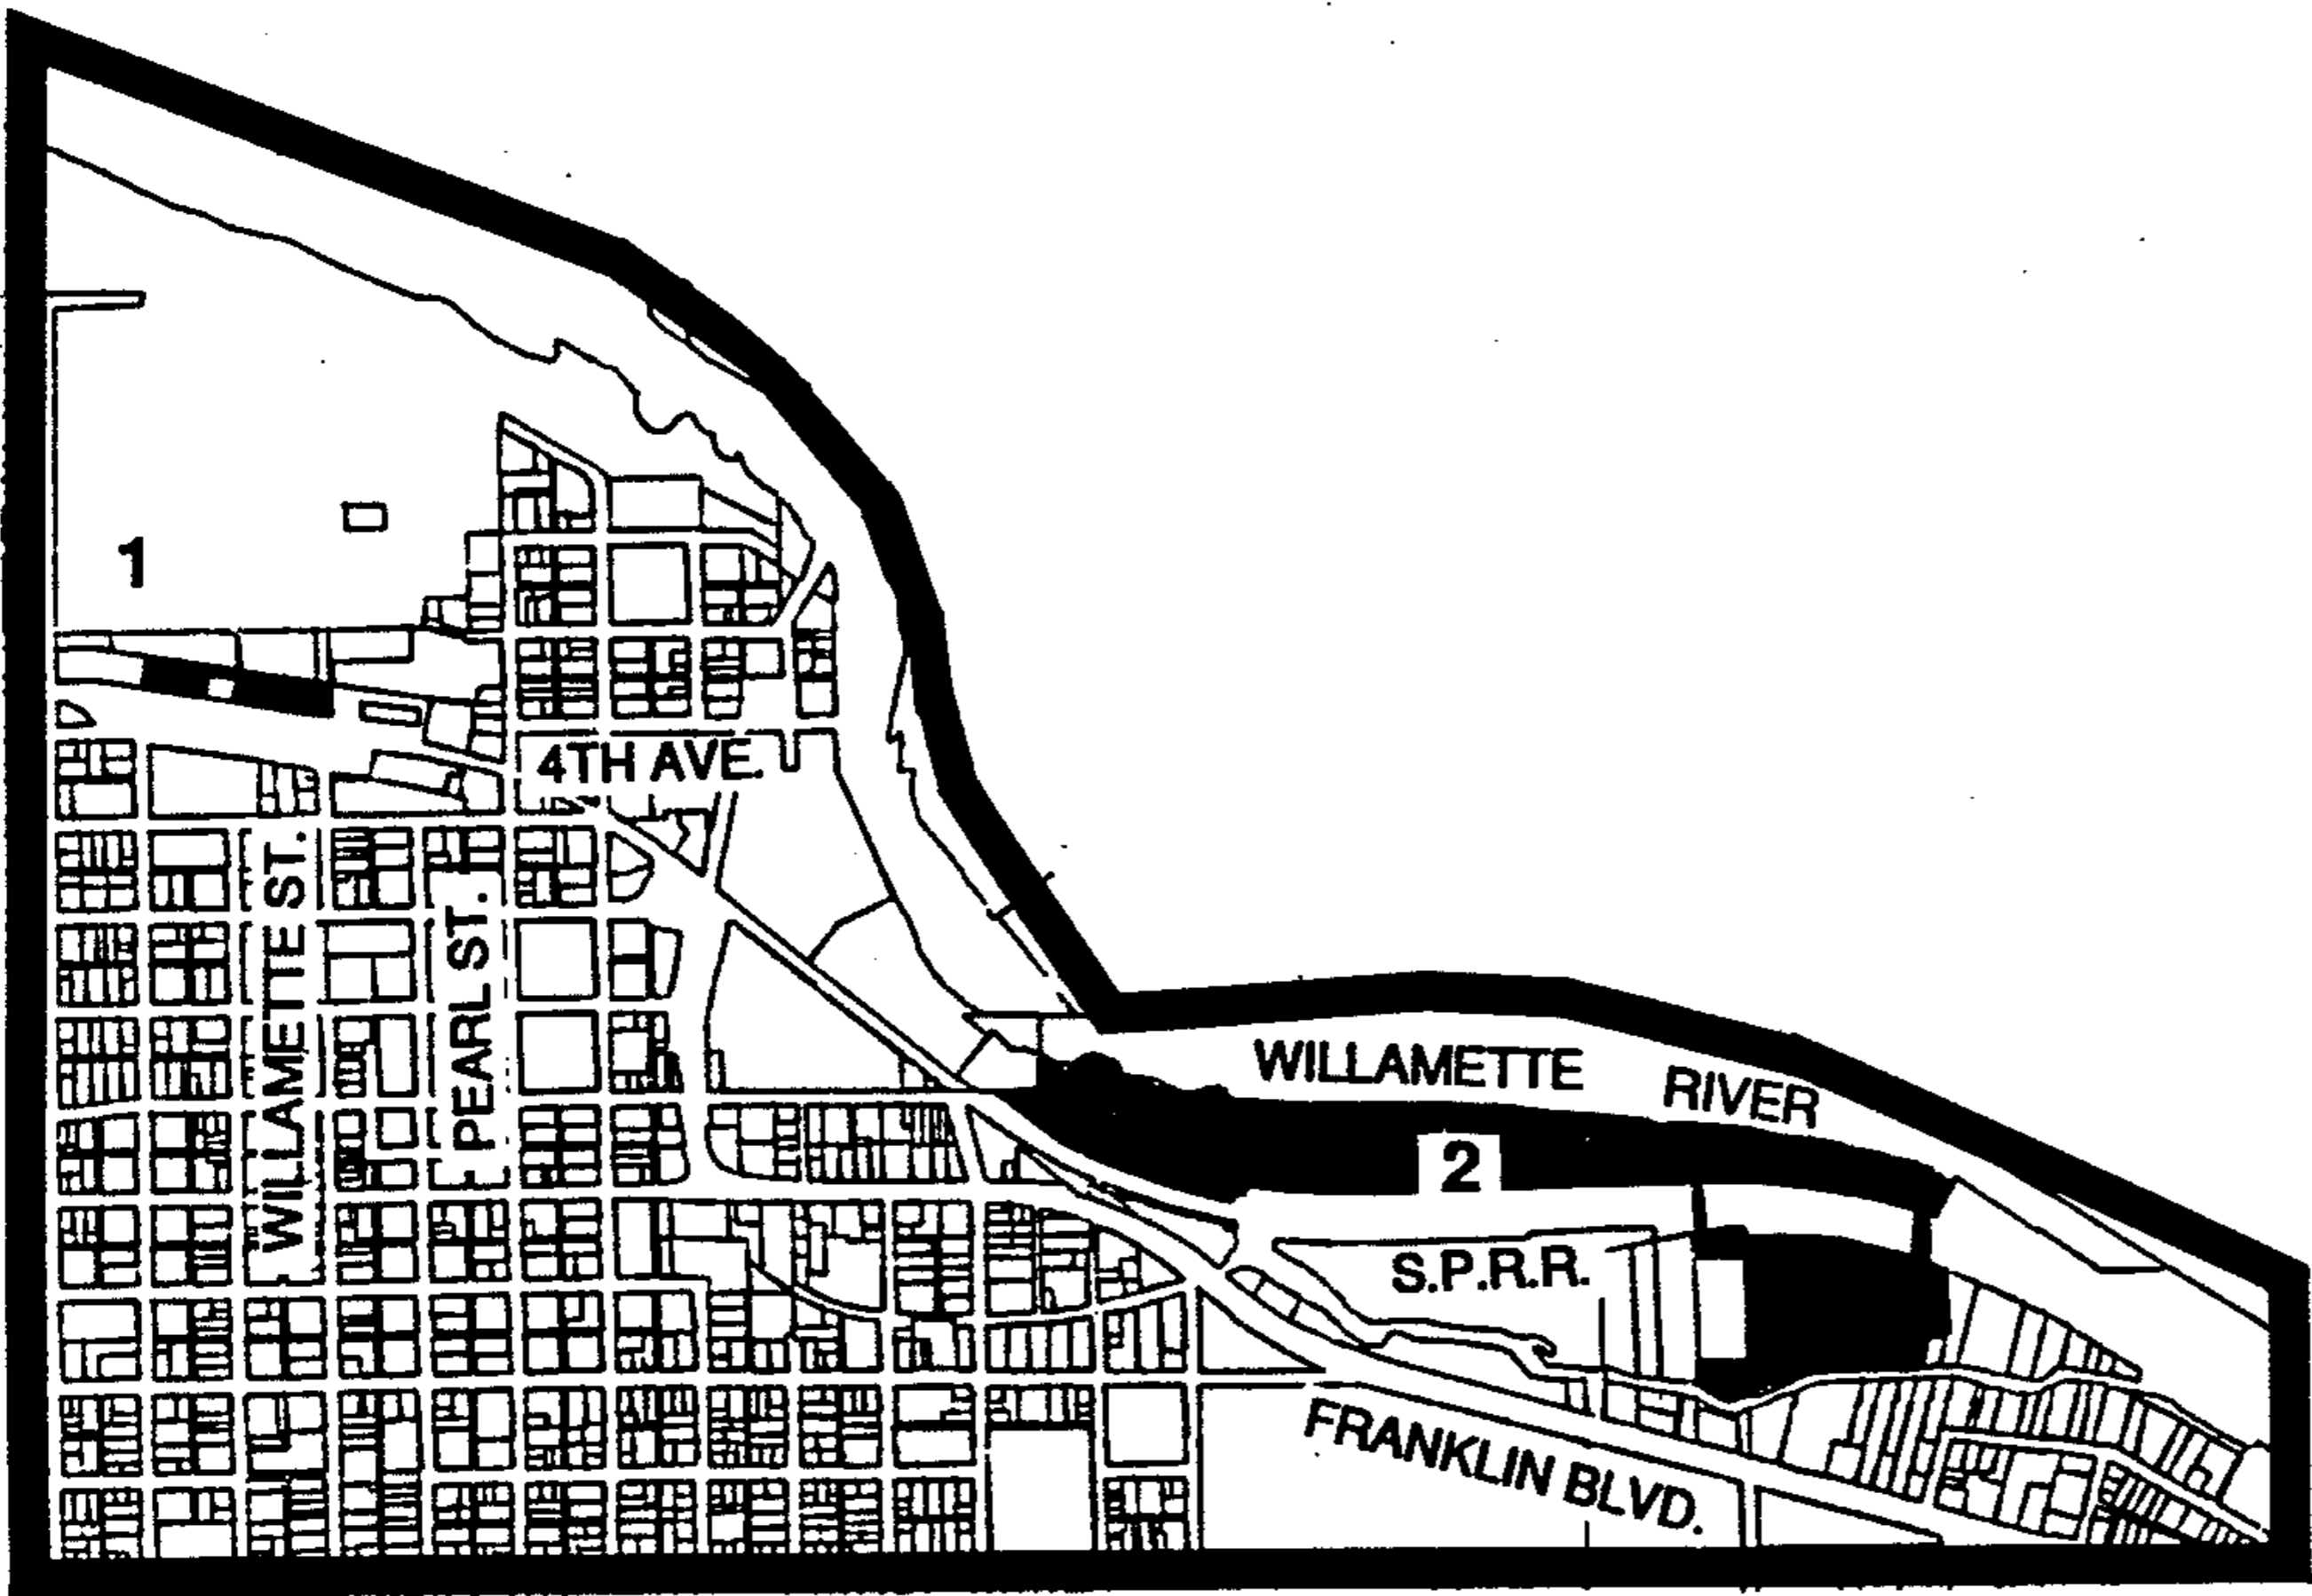 1
4TH AVE.
WILLAMETTE ST.
PEARL ST.
WILLAMETTE RIVER
2
S.P.R.R.
FRANKLIN BLVD.